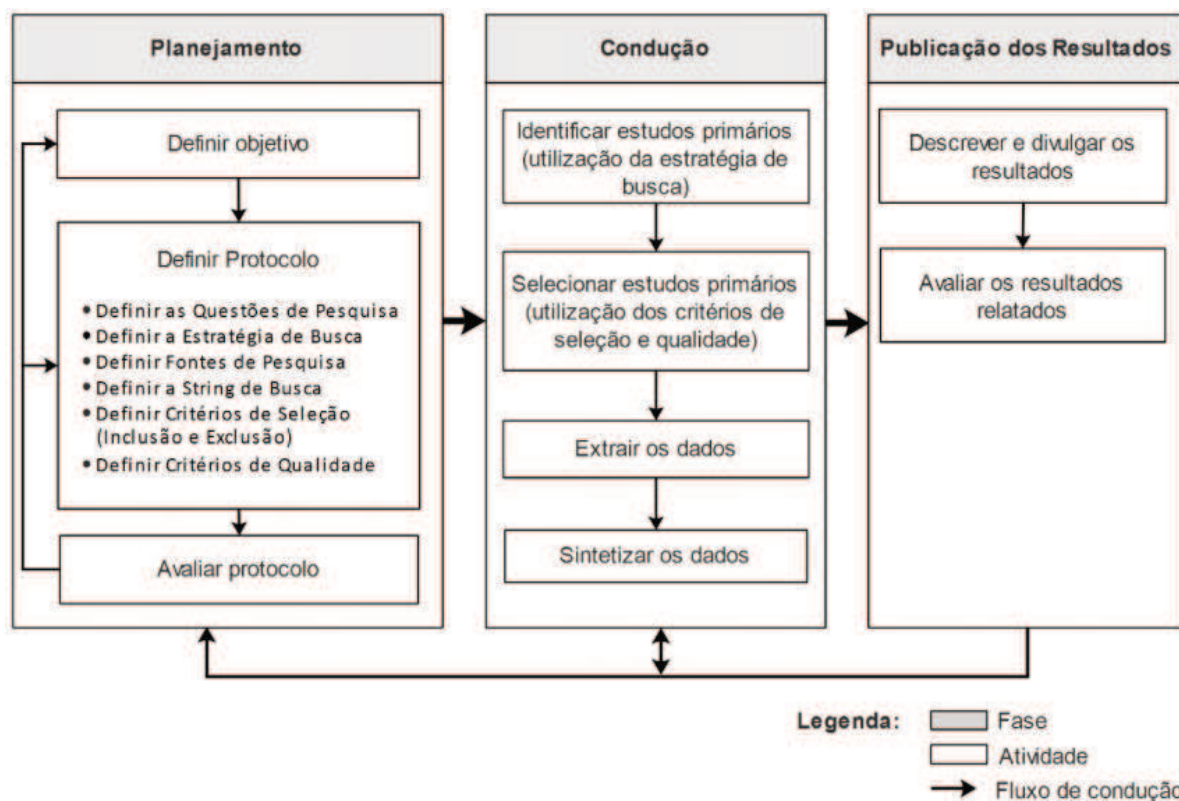 Planejamento
Definir objetivo
Definir Protocolo
• Definir as Questões de Pesquisa
• Definir a Estratégia de Busca
• Definir Fontes de Pesquisa
• Definir a String de Busca
• Definir Critérios de Seleção
(Inclusão e Exclusão)
• Definir Critérios de Qualidade
Avaliar protocolo
Condução
Identificar estudos primários
(utilização da estratégia de
busca)
Selecionar estudos primários
(utilização dos critérios de
seleção e qualidade)
Extrair os dados
Sintetizar os dados
Publicação dos Resultados
Descrever e divulgar os
resultados
Avaliar os resultados
relatados
Legenda:
Fase
Atividade
Fluxo de condução